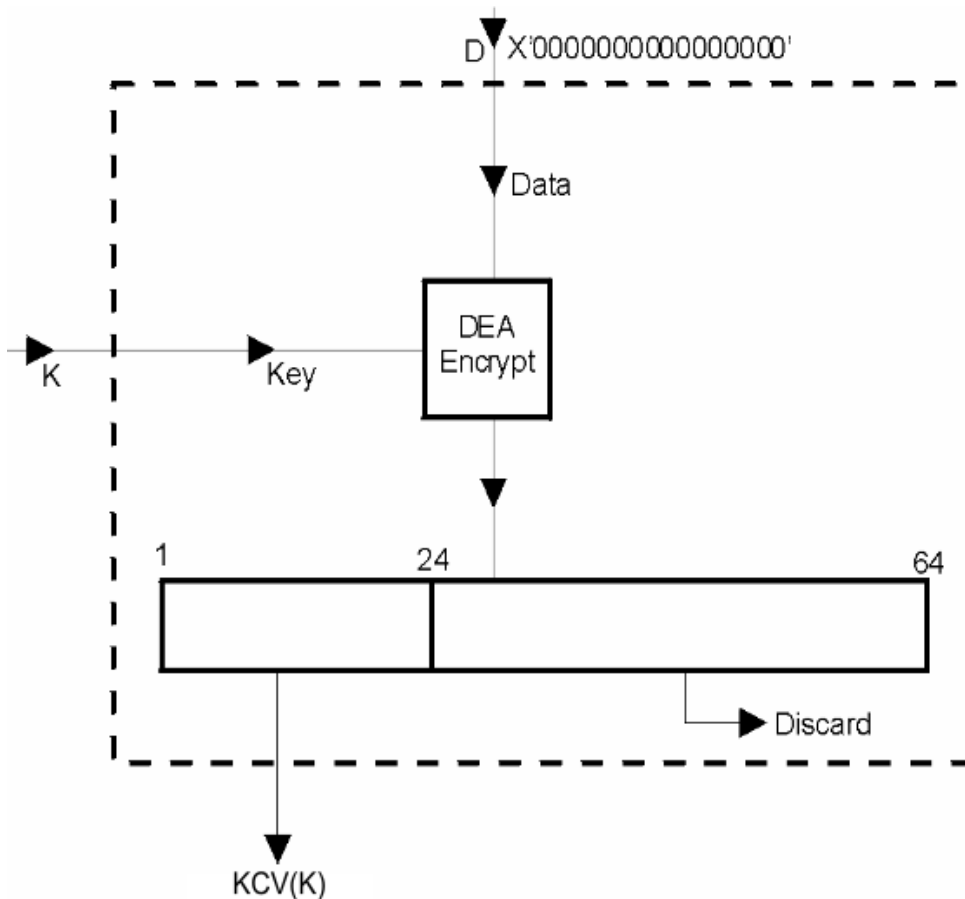 D X'0000000000000000'
Data
DEA
Encrypt
K
Key
1 24 64
Discard
KCV(K)